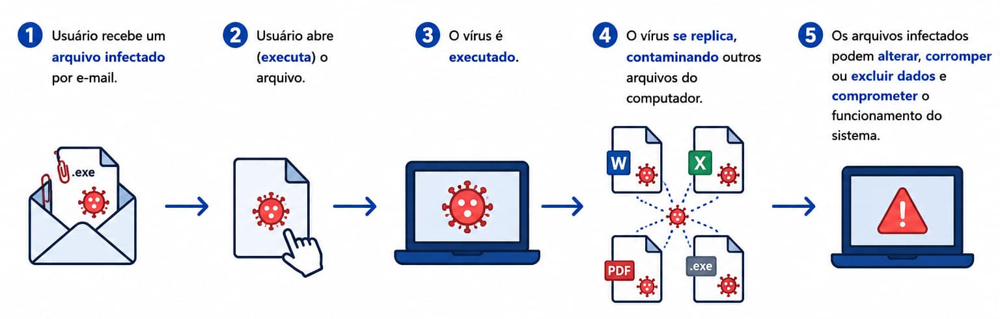 1
Usuário recebe um
arquivo infectado
por e-mail.
2
Usuário abre
(executa) o
arquivo.
3
O vírus é
executado.
4
O vírus se replica,
contaminando outros
arquivos do
computador.
5
Os arquivos infectados
podem alterar, corromper
ou excluir dados e
comprometer o
funcionamento do
sistema.
.exe
W
X
PDF
.exe
!